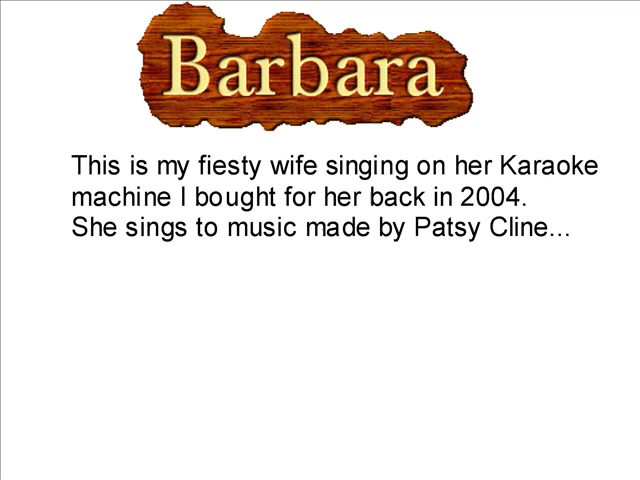 Barbara
This is my fiesty wife singing on her Karaoke
machine I bought for her back in 2004.
She sings to music made by Patsy Cline...